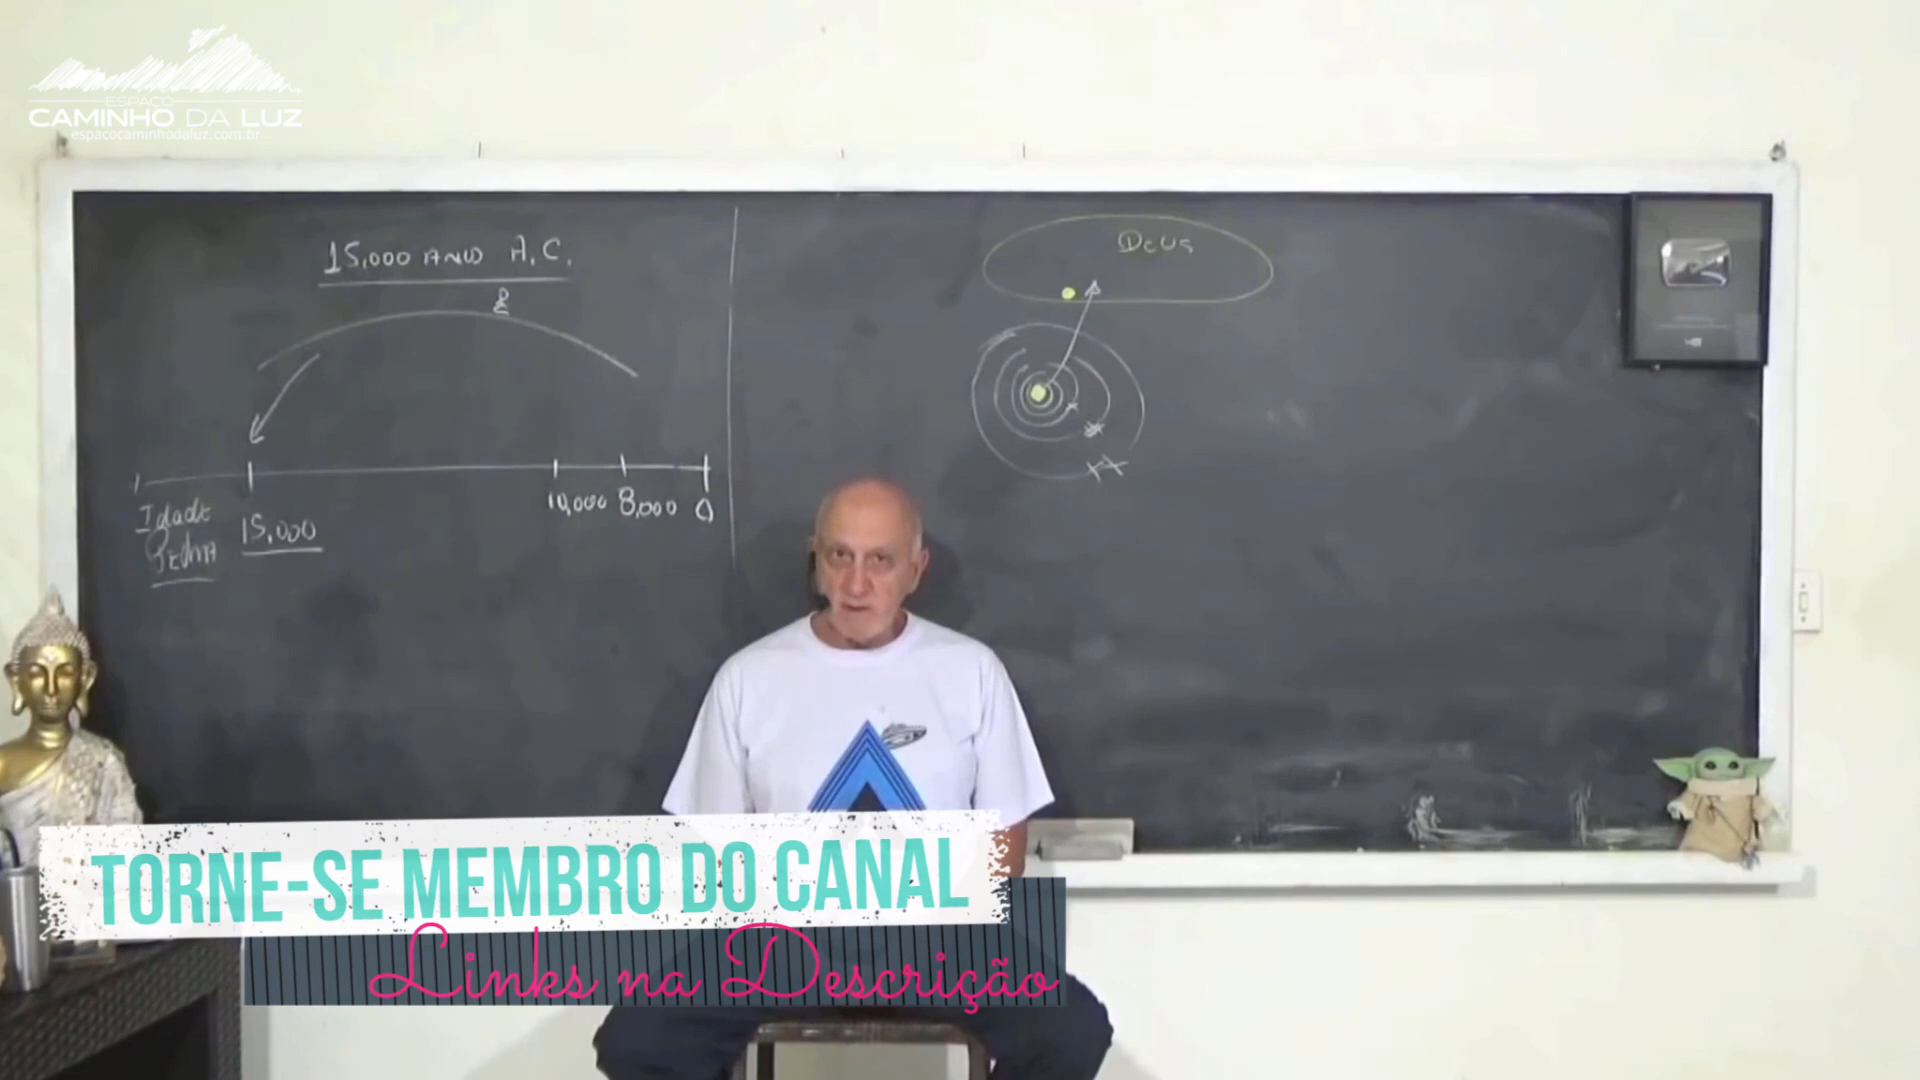 ESPAÇO
CAMINHO DA LUZ
espacocaminhodaluz.com.br
15,000 ANOS A.C.
Deus
10,000 8,000 0
Idade 15,000
Pedra
TORNE-SE MEMBRO DO CANAL
Links na Descrição